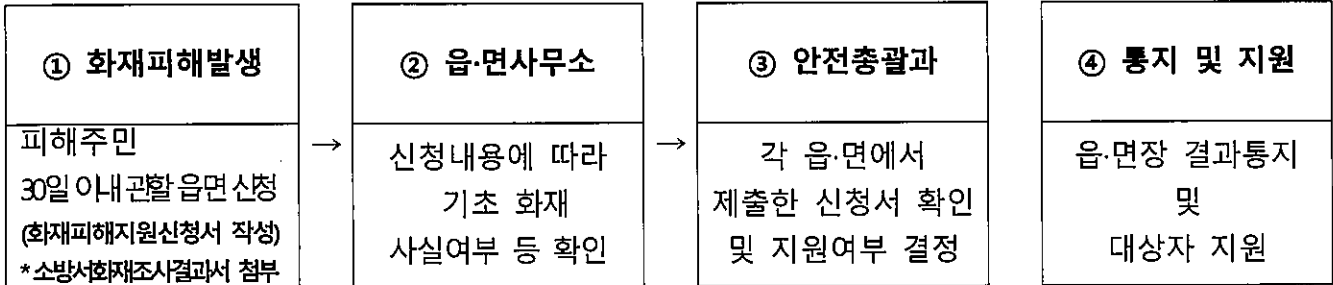 ① 화재피해발생
피해주민
30일 이내 관할 읍면 신청
(화재피해지원신청서 작성)
* 소방서화재조사결과서 첨부
→
② 읍·면사무소
신청내용에 따라
기초 화재
사실여부 등 확인
→
③ 안전총괄과
각 읍·면에서
제출한 신청서 확인
및 지원여부 결정
④ 통지 및 지원
읍·면장 결과통지
및
대상자 지원